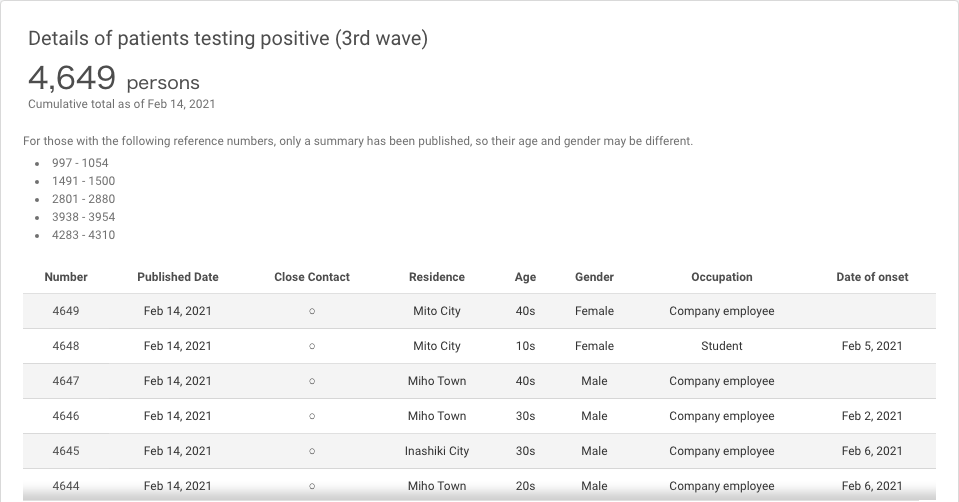 Details of patients testing positive (3rd wave)
4,649 persons
Cumulative total as of Feb 14, 2021
For those with the following reference numbers, only a summary has been published, so their age and gender may be different.
• 997 - 1054
• 1491 - 1500
• 2801 - 2880
• 3938 - 3954
• 4283 - 4310
Number Published Date Close Contact Residence Age Gender Occupation Date of onset
4649 Feb 14, 2021 ○ Mito City 40s Female Company employee
4648 Feb 14, 2021 ○ Mito City 10s Female Student Feb 5, 2021
4647 Feb 14, 2021 ○ Miho Town 40s Male Company employee
4646 Feb 14, 2021 ○ Miho Town 30s Male Company employee Feb 2, 2021
4645 Feb 14, 2021 ○ Inashiki City 30s Male Company employee Feb 6, 2021
4644 Feb 14, 2021 ○ Miho Town 20s Male Company employee Feb 6, 2021